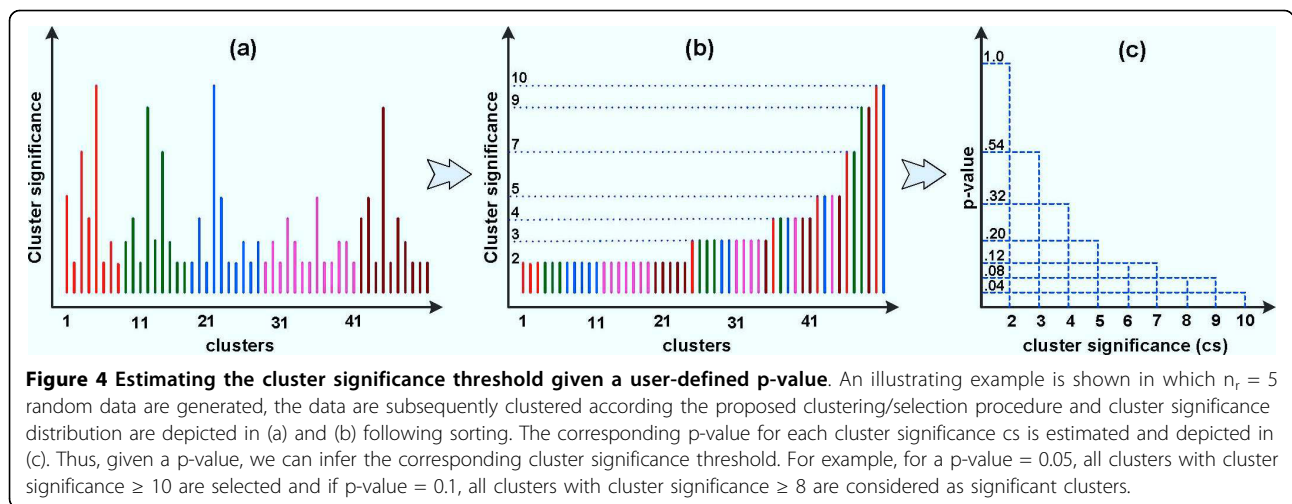 (a)
Cluster significance
1 11 21 31 41
clusters
(b)
Cluster significance
10
9
7
5
4
3
2
1 11 21 31 41
clusters
(c)
p-value
1.0
.54
.32
.20
.12
.08
.04
2 3 4 5 6 7 8 9 10
cluster significance (cs)
Figure 4 Estimating the cluster significance threshold given a user-defined p-value. An illustrating example is shown in which nr = 5
random data are generated, the data are subsequently clustered according the proposed clustering/selection procedure and cluster significance
distribution are depicted in (a) and (b) following sorting. The corresponding p-value for each cluster significance cs is estimated and depicted in
(c). Thus, given a p-value, we can infer the corresponding cluster significance threshold. For example, for a p-value = 0.05, all clusters with cluster
significance ≥ 10 are selected and if p-value = 0.1, all clusters with cluster significance ≥ 8 are considered as significant clusters.